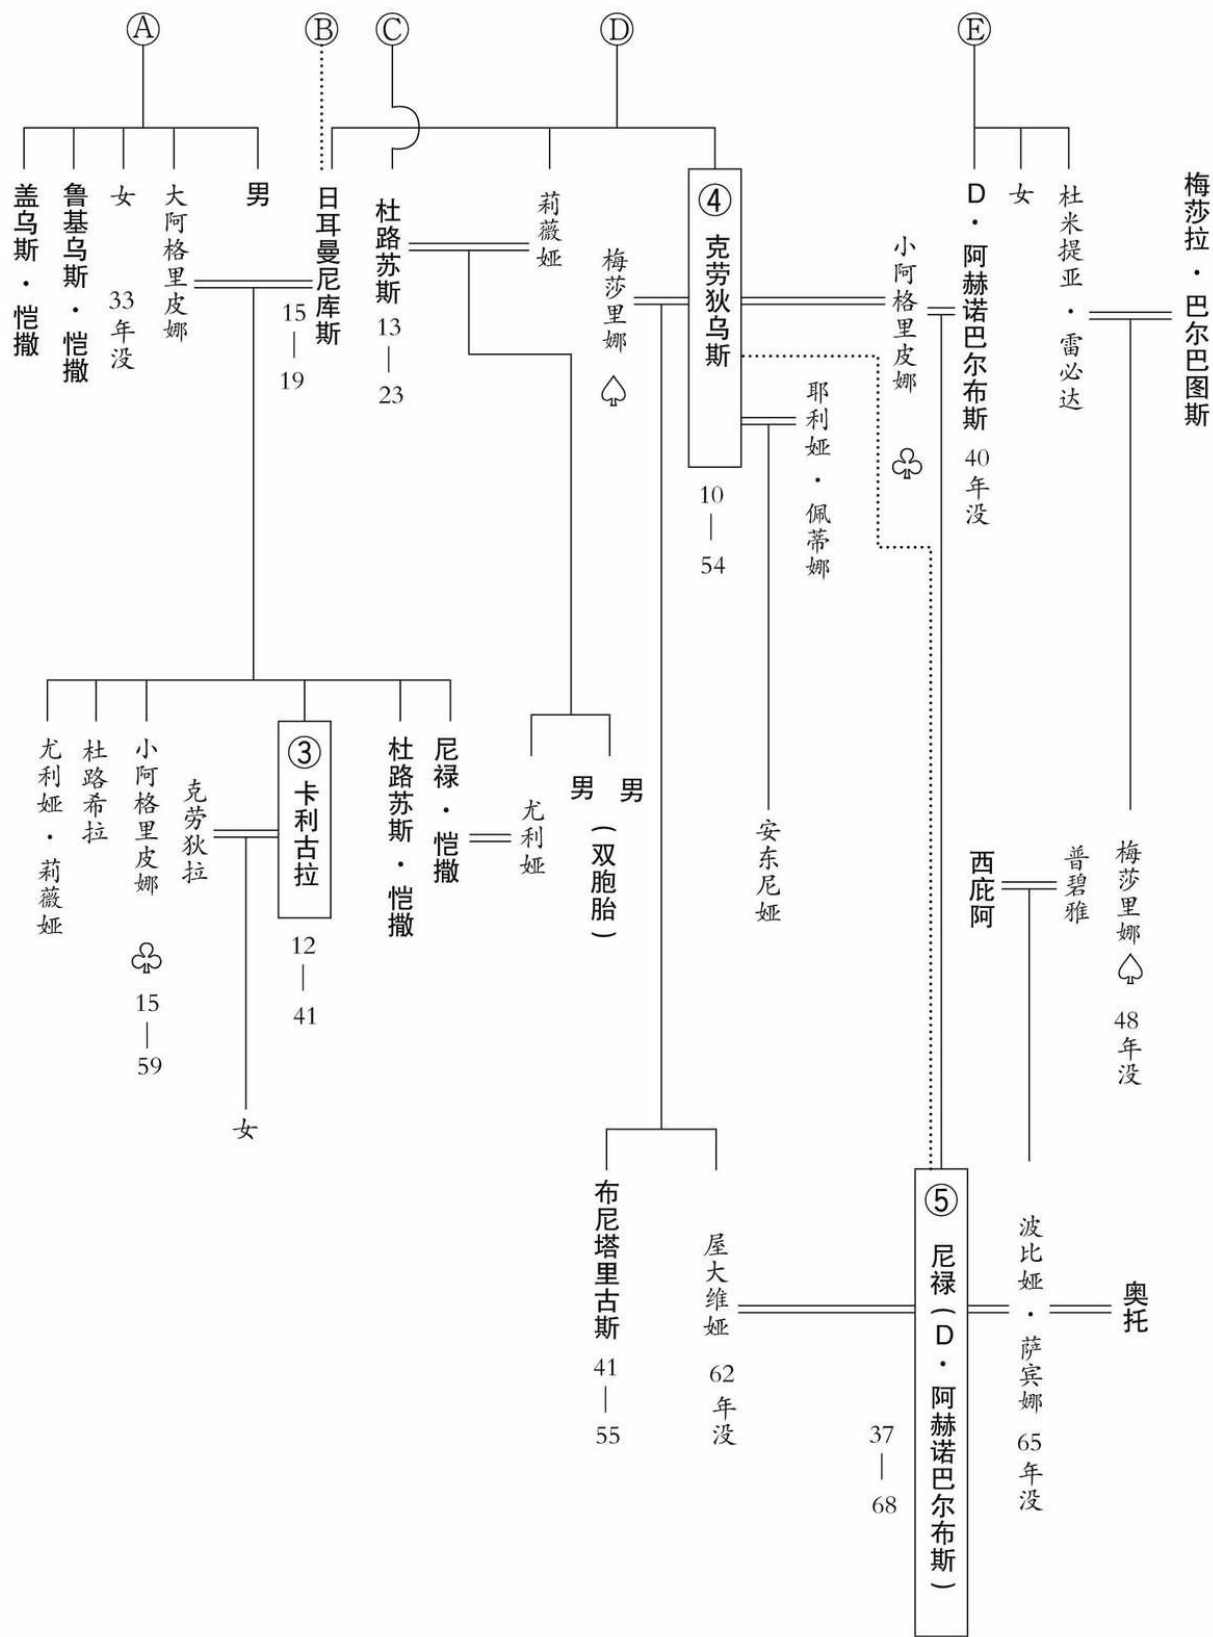 Ⓐ
Ⓑ
Ⓒ
Ⓓ
Ⓔ
盖乌斯·恺撒
鲁基乌斯·恺撒
女
大阿格里皮娜
33年没
男
日耳曼尼库斯
15—19
杜路苏斯
13—23
莉薇娅
梅莎里娜♤
④克劳狄乌斯
10—54
耶利娅·佩蒂娜
小阿格里皮娜♧
D·阿赫诺巴尔布斯
40年没
女
杜米提亚·雷必达
梅莎拉·巴尔巴图斯
尤利娅·莉薇娅
杜路希拉
小阿格里皮娜♧
15—59
克劳狄拉
③卡利古拉
12—41
杜路苏斯·恺撒
尼禄·恺撒
尤利娅
男
男
(双胞胎)
安东尼娅
西庇阿
普碧雅
梅莎里娜♤
48年没
女
布尼塔里古斯
41—55
屋大维娅
62年没
⑤尼禄(D·阿赫诺巴尔布斯)
37—68
波比娅·萨宾娜
65年没
奥托